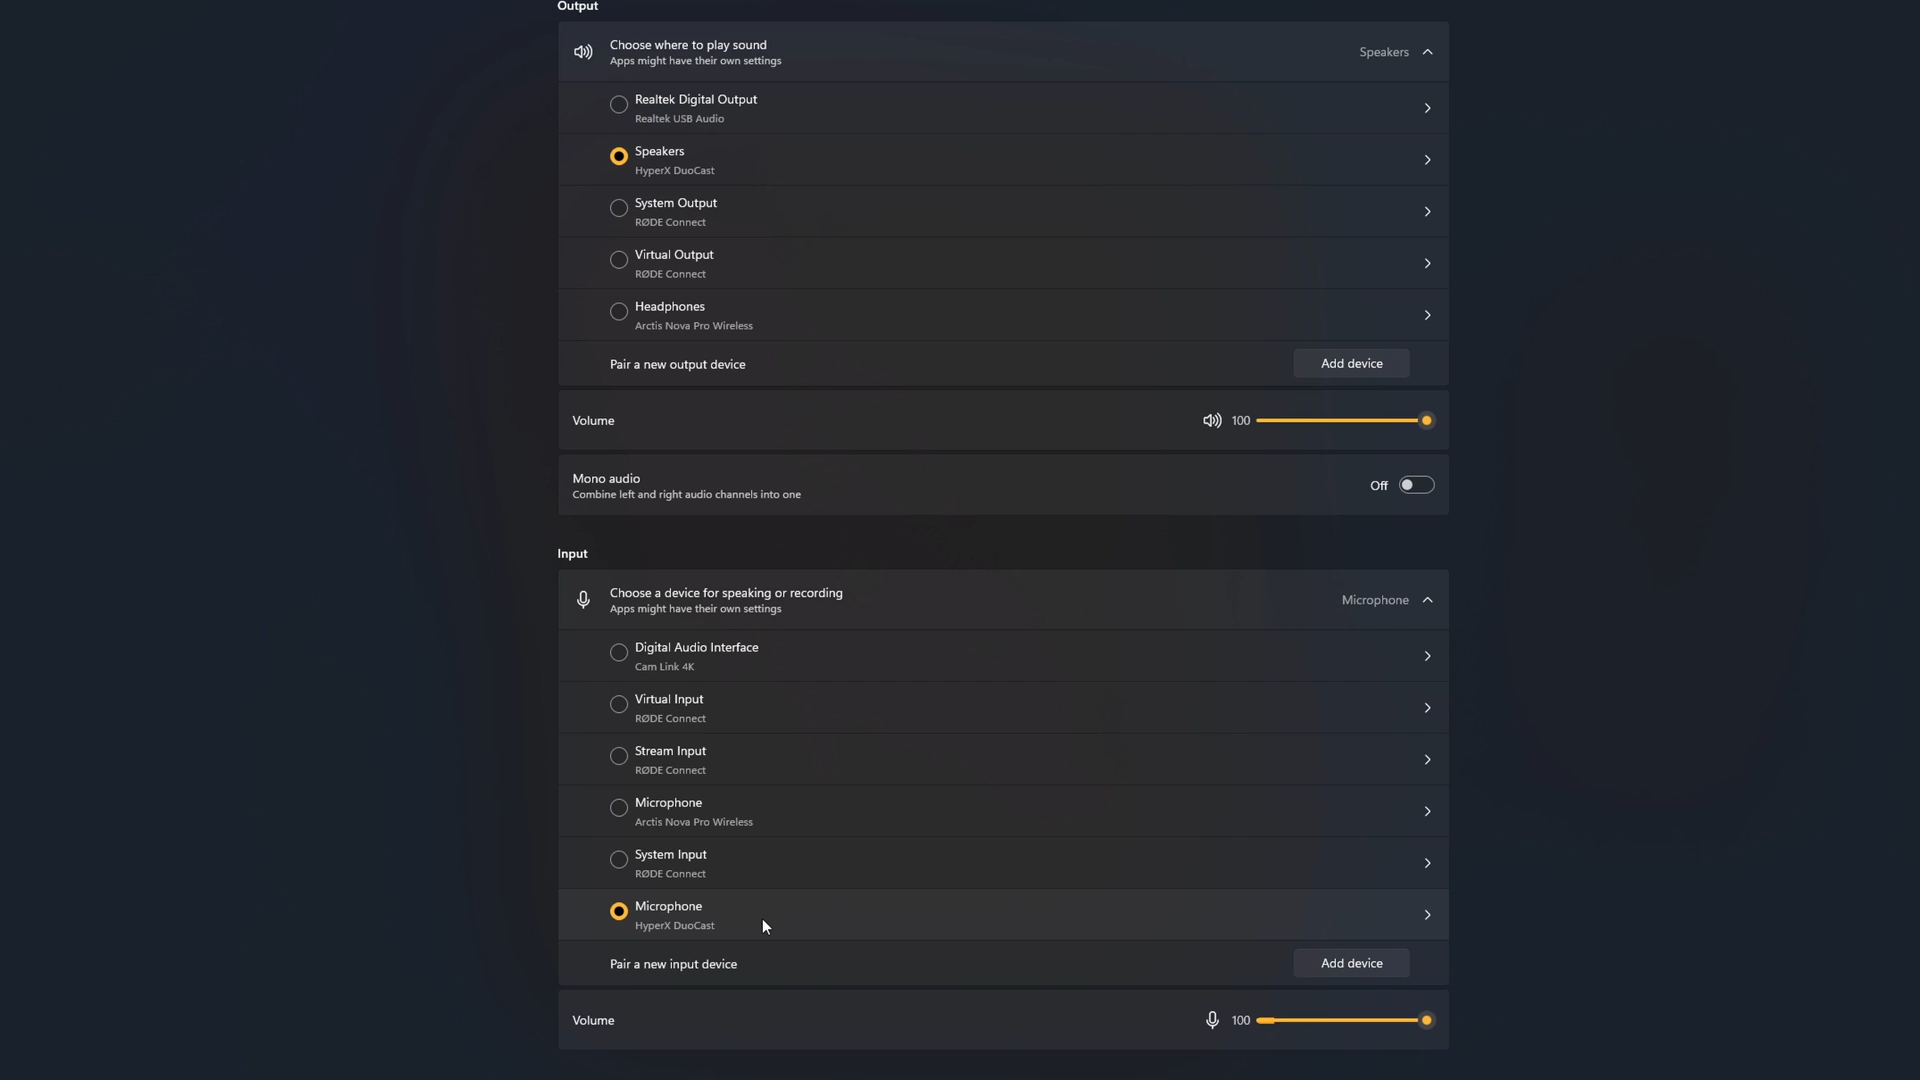 Output
Choose where to play sound
Apps might have their own settings
Speakers
Realtek Digital Output
Realtek USB Audio
Speakers
HyperX DuoCast
System Output
RØDE Connect
Virtual Output
RØDE Connect
Headphones
Arctis Nova Pro Wireless
Pair a new output device
Add device
Volume
100
Mono audio
Combine left and right audio channels into one
Off
Input
Choose a device for speaking or recording
Apps might have their own settings
Microphone
Digital Audio Interface
Cam Link 4K
Virtual Input
RØDE Connect
Stream Input
RØDE Connect
Microphone
Arctis Nova Pro Wireless
System Input
RØDE Connect
Microphone
HyperX DuoCast
Pair a new input device
Add device
Volume
100